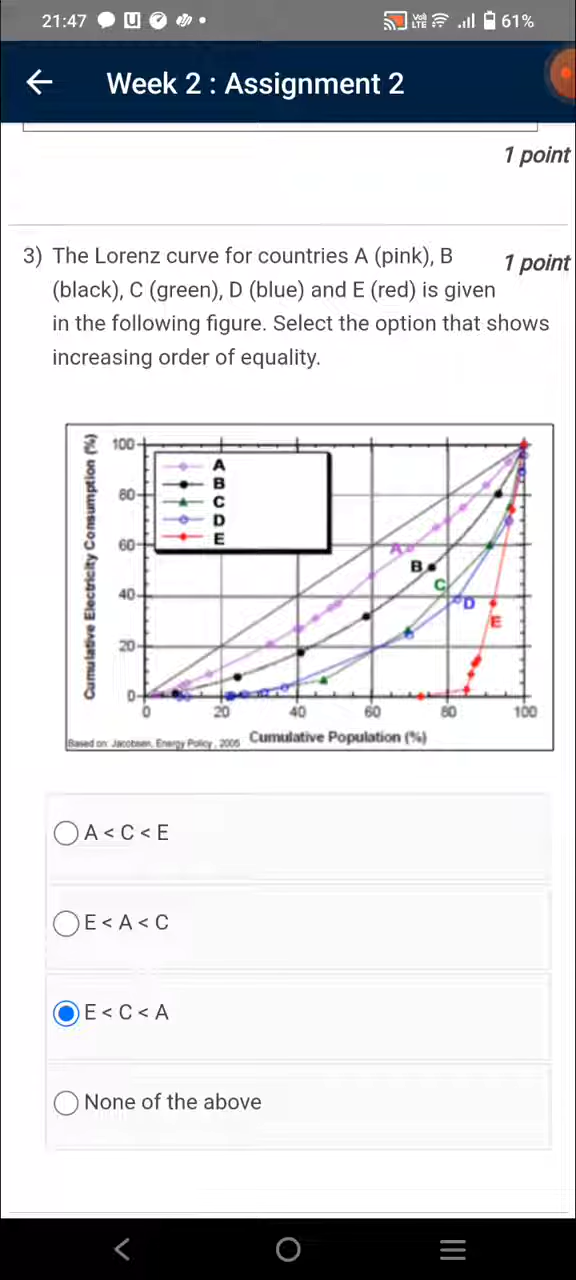 21:47 61%
Week 2 : Assignment 2
1 point
3) The Lorenz curve for countries A (pink), B
1 point
(black), C (green), D (blue) and E (red) is given
in the following figure. Select the option that shows
increasing order of equality.
Cumulative Electricity Consumption (%)
100
80
60
40
20
0
A
B
C
D
E
A
B
C
D
E
0 20 40 60 80 100
Based on: Jacobsen, Energy Policy, 2005
Cumulative Population (%)
A < C < E
E < A < C
E < C < A
None of the above